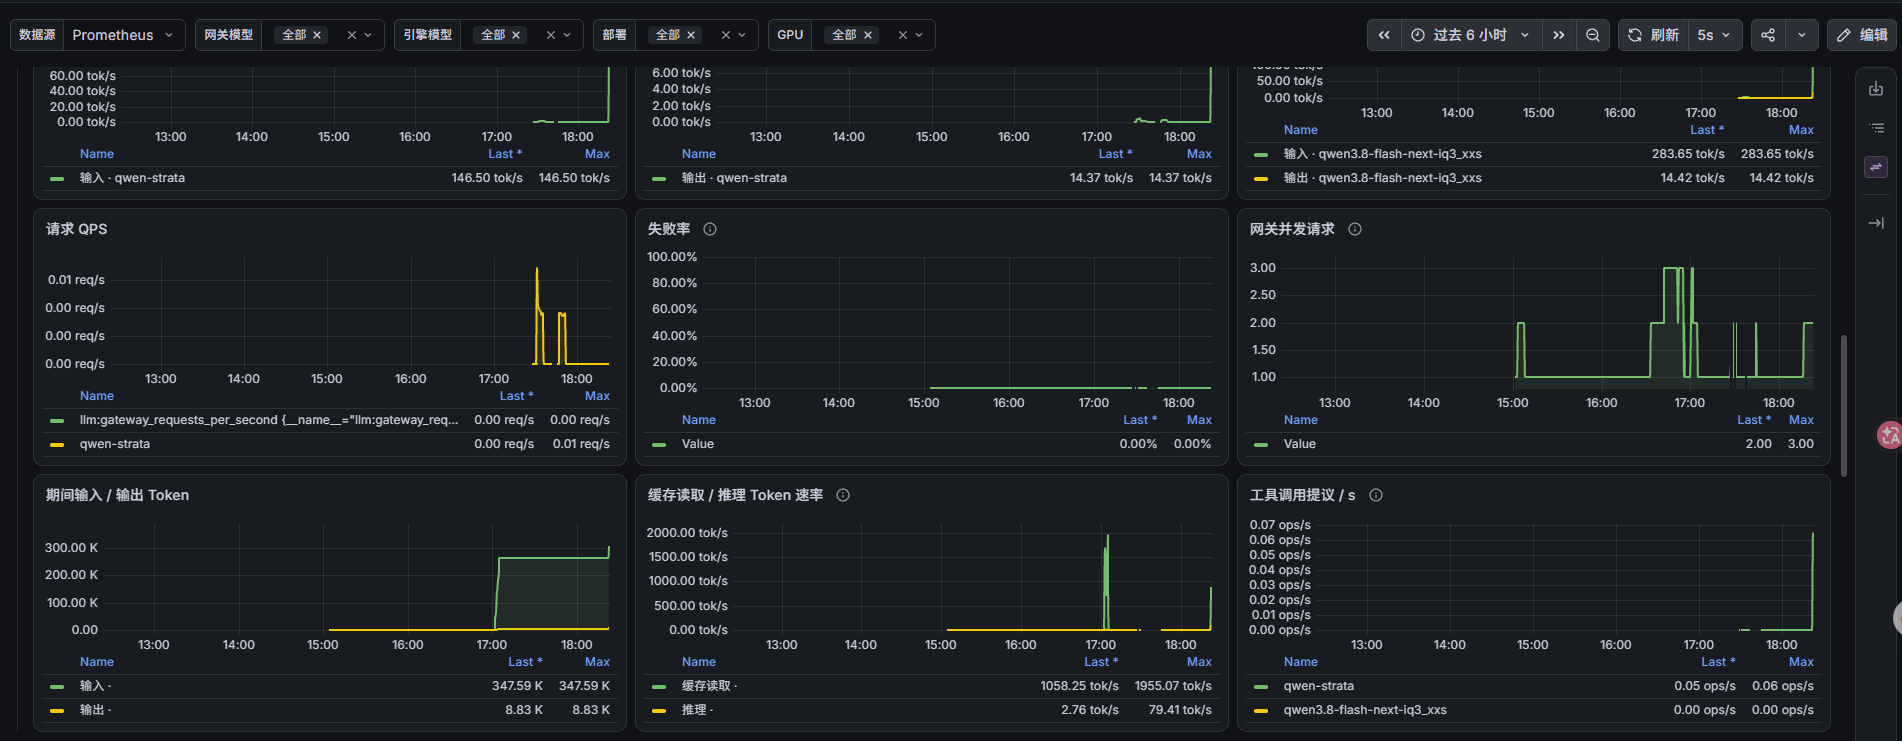 数据源 Prometheus 网关模型 全部 引擎模型 全部 部署 全部 GPU 全部 过去 6 小时 刷新 5s 编辑
60.00 tok/s
40.00 tok/s
20.00 tok/s
0.00 tok/s
13:00 14:00 15:00 16:00 17:00 18:00
Name Last * Max
输入 · qwen-strata 146.50 tok/s 146.50 tok/s
6.00 tok/s
4.00 tok/s
2.00 tok/s
0.00 tok/s
13:00 14:00 15:00 16:00 17:00 18:00
Name Last * Max
输出 · qwen-strata 14.37 tok/s 14.37 tok/s
50.00 tok/s
0.00 tok/s
13:00 14:00 15:00 16:00 17:00 18:00
Name Last * Max
输入 · qwen3.8-flash-next-iq3_xxs 283.65 tok/s 283.65 tok/s
输出 · qwen3.8-flash-next-iq3_xxs 14.42 tok/s 14.42 tok/s
请求 QPS
0.01 req/s
0.00 req/s
0.00 req/s
0.00 req/s
13:00 14:00 15:00 16:00 17:00 18:00
Name Last * Max
llm:gateway_requests_per_second {__name__="llm:gateway_req... 0.00 req/s 0.00 req/s
qwen-strata 0.00 req/s 0.01 req/s
失败率
100.00%
80.00%
60.00%
40.00%
20.00%
0.00%
13:00 14:00 15:00 16:00 17:00 18:00
Name Last * Max
Value 0.00% 0.00%
网关并发请求
3.00
2.50
2.00
1.50
1.00
13:00 14:00 15:00 16:00 17:00 18:00
Name Last * Max
Value 2.00 3.00
期间输入 / 输出 Token
300.00 K
200.00 K
100.00 K
0.00
13:00 14:00 15:00 16:00 17:00 18:00
Name Last * Max
输入 · 347.59 K 347.59 K
输出 · 8.83 K 8.83 K
缓存读取 / 推理 Token 速率
2000.00 tok/s
1500.00 tok/s
1000.00 tok/s
500.00 tok/s
0.00 tok/s
13:00 14:00 15:00 16:00 17:00 18:00
Name Last * Max
缓存读取 · 1058.25 tok/s 1955.07 tok/s
推理 · 2.76 tok/s 79.41 tok/s
工具调用提议 / s
0.07 ops/s
0.06 ops/s
0.05 ops/s
0.04 ops/s
0.03 ops/s
0.02 ops/s
0.01 ops/s
0.00 ops/s
13:00 14:00 15:00 16:00 17:00 18:00
Name Last * Max
qwen-strata 0.05 ops/s 0.06 ops/s
qwen3.8-flash-next-iq3_xxs 0.00 ops/s 0.00 ops/s